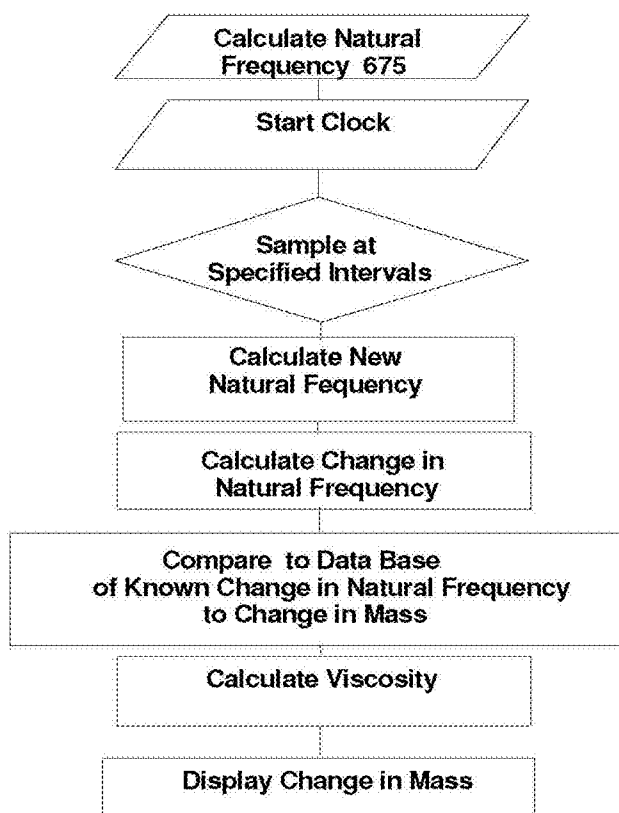 Calculate Natural
Frequency 675
Start Clock
Sample at
Specified Intervals
Calculate New
Natural Fequency
Calculate Change in
Natural Frequency
Compare to Data Base
of Known Change in Natural Frequency
to Change in Mass
Calculate Viscosity
Display Change in Mass